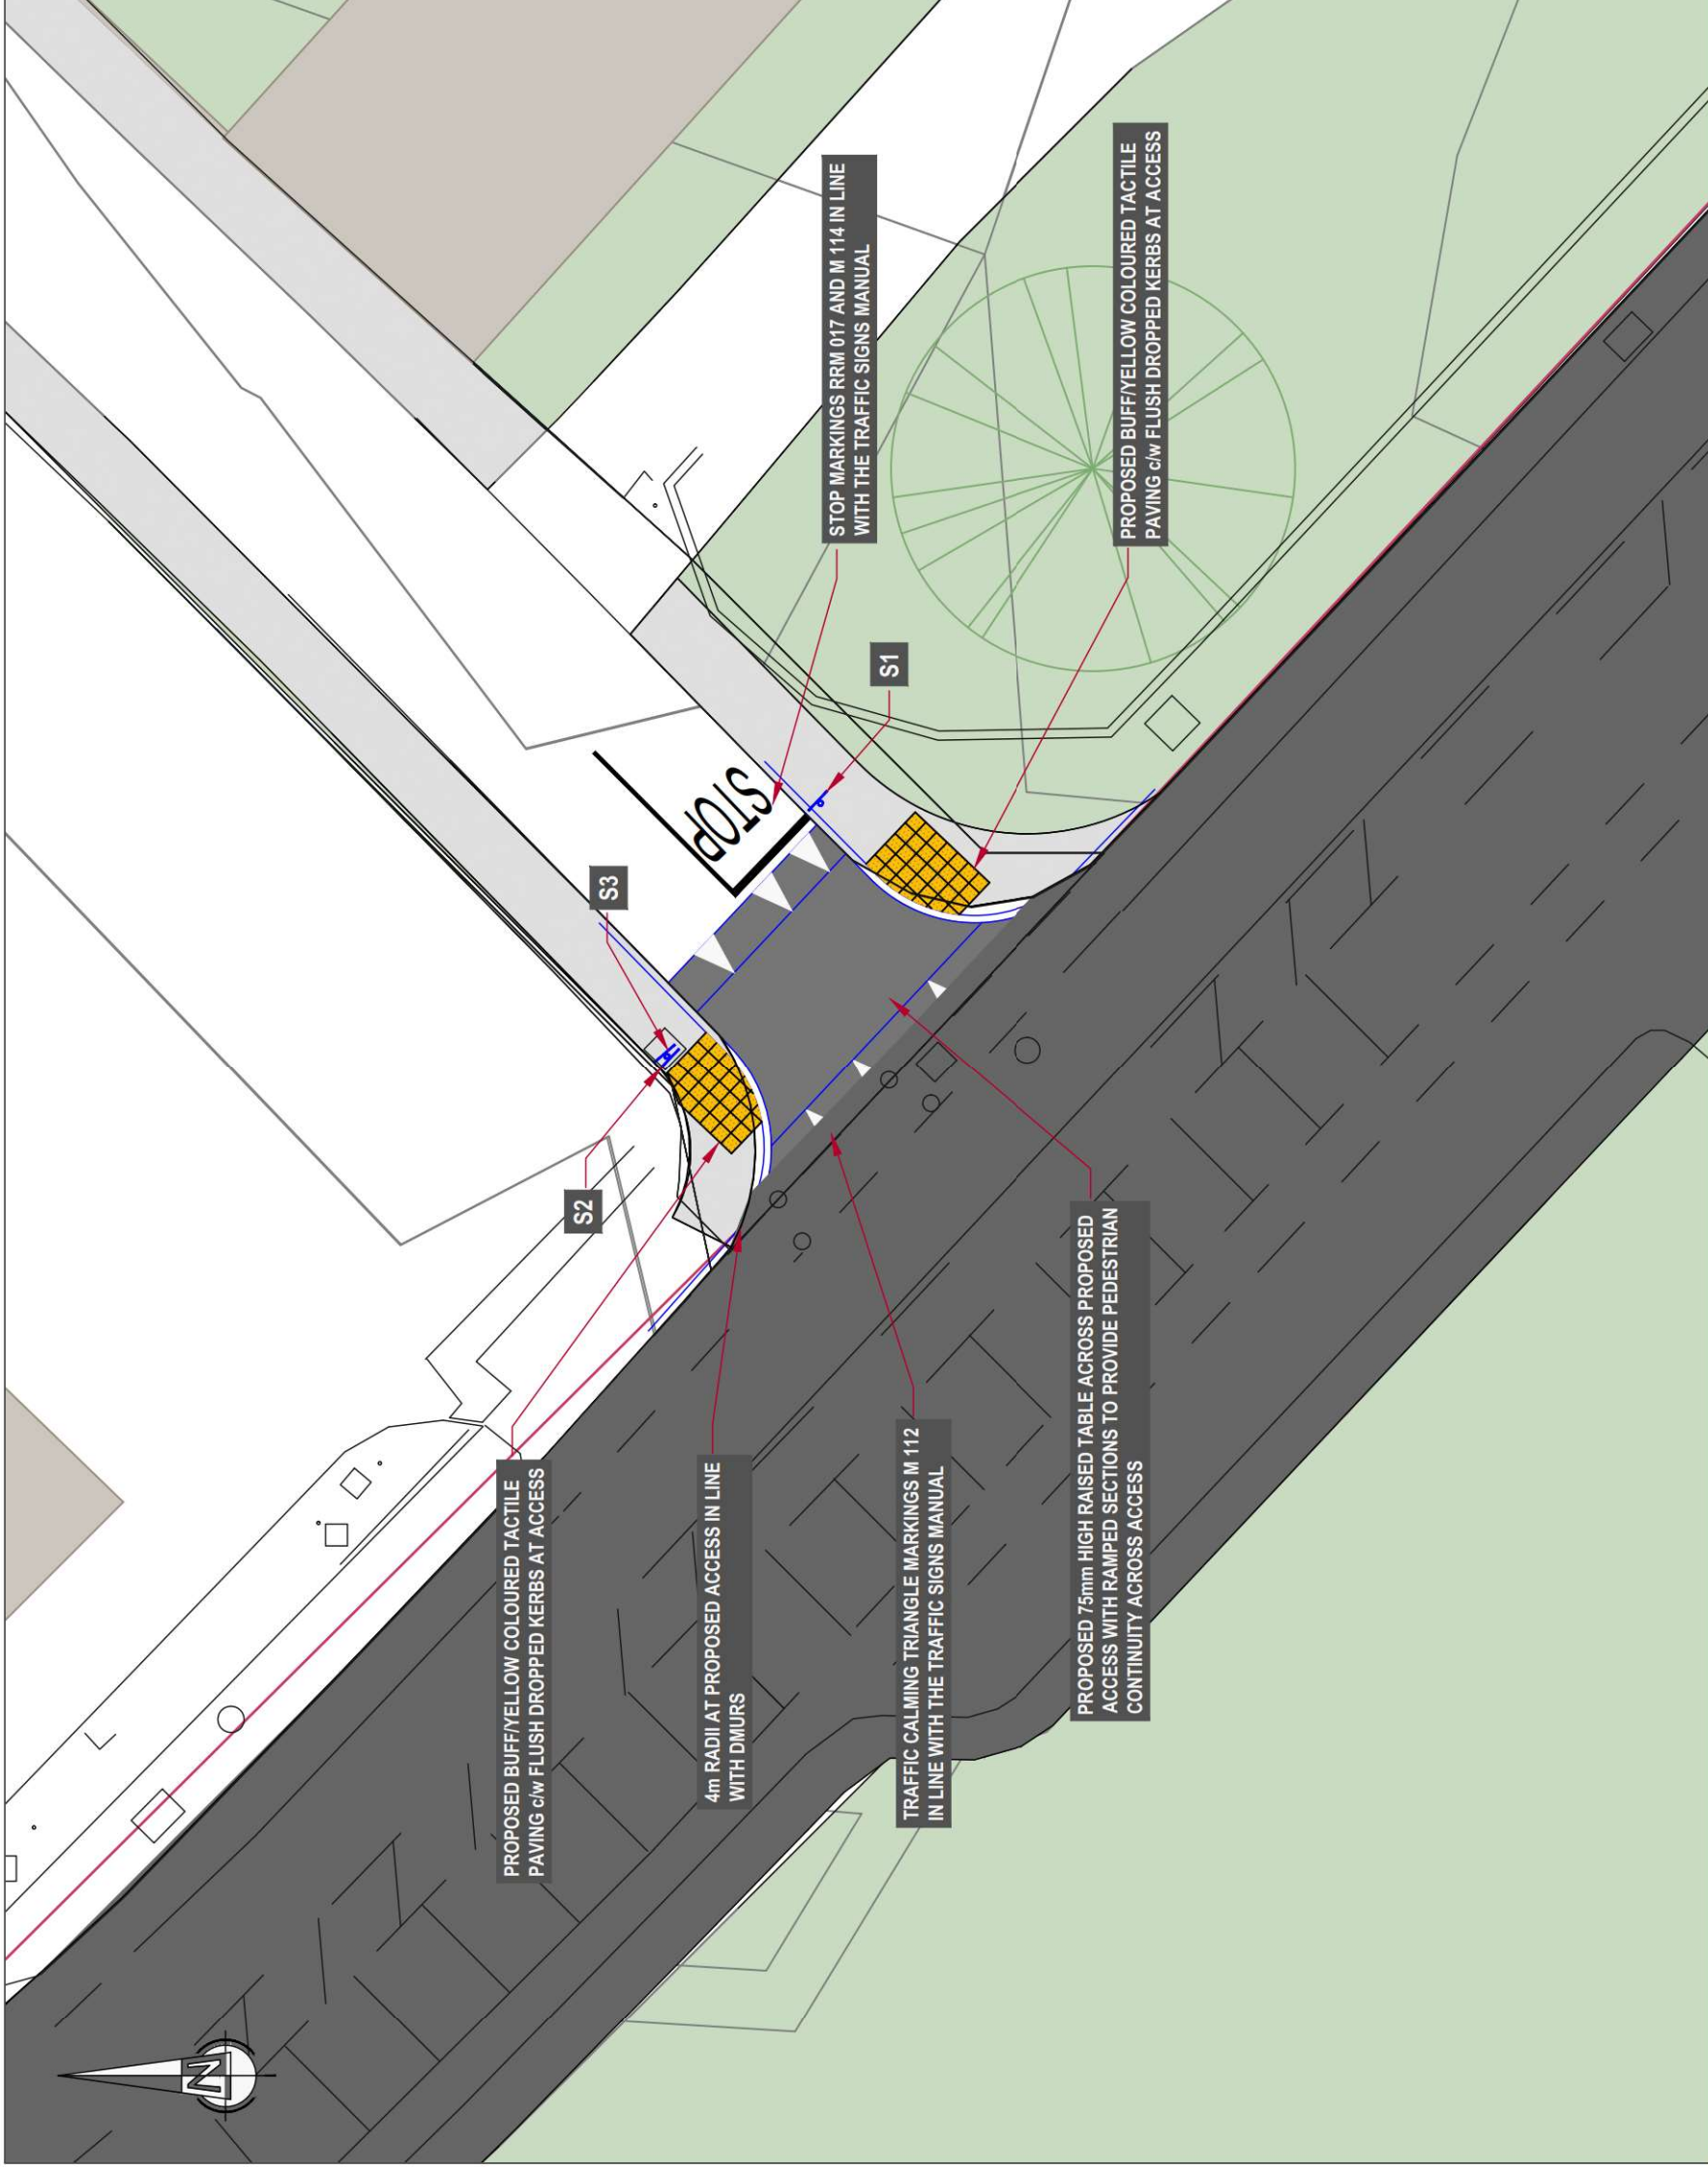 STOP MARKINGS RRM 017 AND M 114 IN LINE
WITH THE TRAFFIC SIGNS MANUAL
PROPOSED BUFF/YELLOW COLOURED TACTILE
PAVING c/w FLUSH DROPPED KERBS AT ACCESS
S1
STOP
S3
S2
PROPOSED BUFF/YELLOW COLOURED TACTILE
PAVING c/w FLUSH DROPPED KERBS AT ACCESS
4m RADII AT PROPOSED ACCESS IN LINE
WITH DMURS
TRAFFIC CALMING TRIANGLE MARKINGS M 112
IN LINE WITH THE TRAFFIC SIGNS MANUAL
PROPOSED 75mm HIGH RAISED TABLE ACROSS PROPOSED
ACCESS WITH RAMPED SECTIONS TO PROVIDE PEDESTRIAN
CONTINUITY ACROSS ACCESS
N